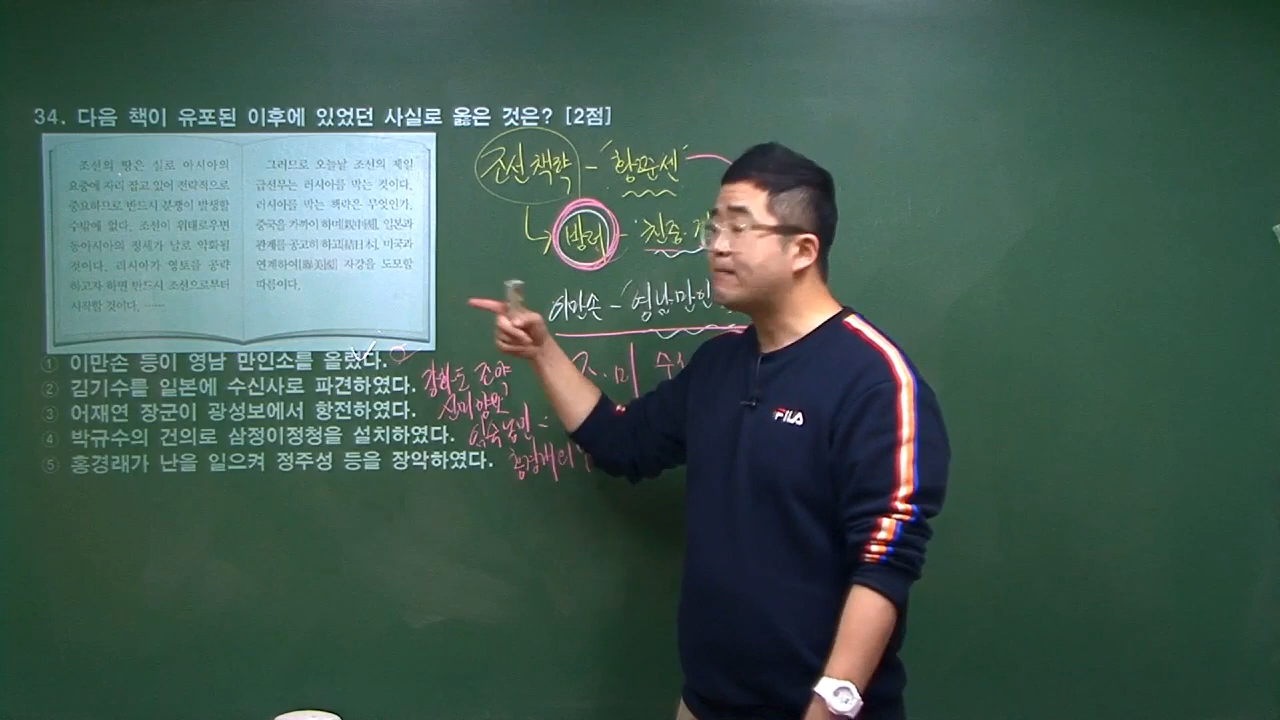 34. 다음 책이 유포된 이후에 있었던 사실로 옳은 것은? [2점]
조선의 땅은 실로 아시아의
요충에 자리 잡고 있어 전략적으로
중요하므로 반드시 분쟁이 발생할
수밖에 없다. 조선이 위태로우면
동아시아의 정세가 날로 악화될
것이다. 러시아가 영토를 공략
하고자 하면 반드시 조선으로부터
시작할 것이다. ……
그러므로 오늘날 조선의 제일
급선무는 러시아를 막는 것이다.
러시아를 막는 책략은 무엇인가.
중국을 가까이 하며[親中國], 일본과
관계를 공고히 하고[結日本], 미국과
연계하여[聯美國] 자강을 도모할
따름이다.
① 이만손 등이 영남 만인소를 올렸다.
② 김기수를 일본에 수신사로 파견하였다.
③ 어재연 장군이 광성보에서 항전하였다.
④ 박규수의 건의로 삼정이정청을 설치하였다.
⑤ 홍경래가 난을 일으켜 정주성 등을 장악하였다.
조선책략 - 황쭌셴
방러 - 친중
이만손 - 영남만인
조.미 수
강화도 조약
신미양요
임술농민
홍경래의
FILA